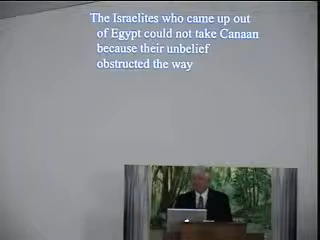 The Israelites who came up out
of Egypt could not take Canaan
because their unbelief
obstructed the way